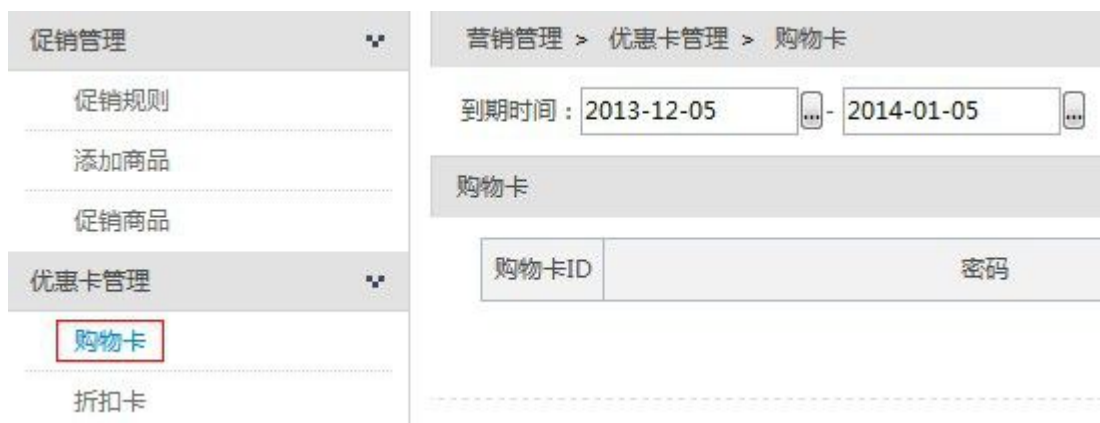 促销管理
促销规则
添加商品
促销商品
优惠卡管理
购物卡
折扣卡
营销管理 > 优惠卡管理 > 购物卡
到期时间：2013-12-05 ... - 2014-01-05 ...
购物卡
购物卡ID 密码